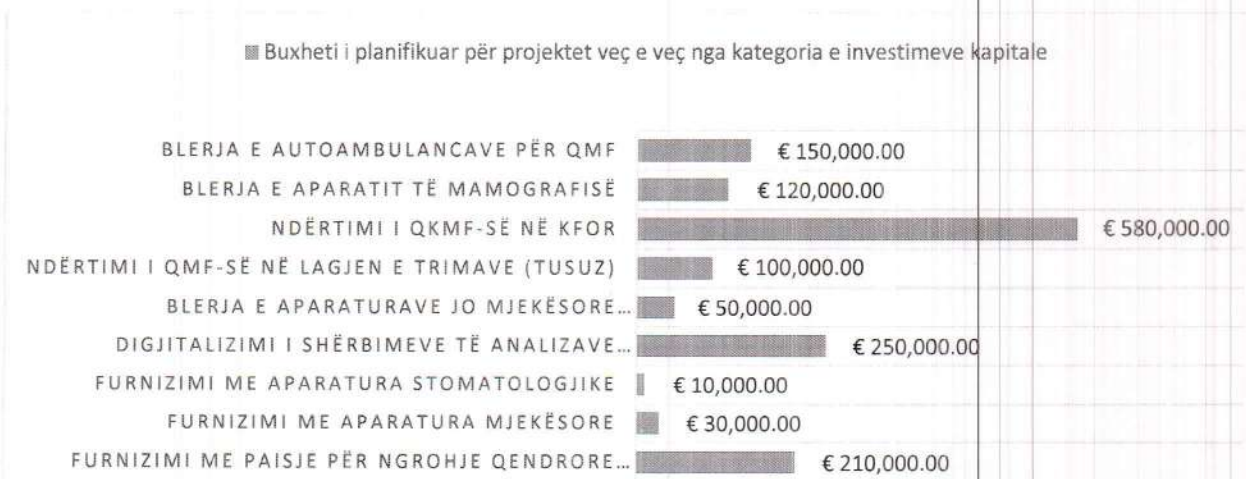 Buxheti i planifikuar për projektet veç e veç nga kategoria e investimeve kapitale
BLERJA E AUTOAMBULANCAVE PËR QMF € 150,000.00
BLERJA E APARATIT TË MAMOGRAFISË € 120,000.00
NDËRTIMI I QKMF-SË NË KFOR € 580,000.00
NDËRTIMI I QMF-SË NË LAGJEN E TRIMAVE (TUSUZ) € 100,000.00
BLERJA E APARATURAVE JO MJEKËSORE… € 50,000.00
DIGJITALIZIMI I SHËRBIMEVE TË ANALIZAVE… € 250,000.00
FURNIZIMI ME APARATURA STOMATOLOGJIKE € 10,000.00
FURNIZIMI ME APARATURA MJEKËSORE € 30,000.00
FURNIZIMI ME PAISJE PËR NGROHJE QENDRORE… € 210,000.00